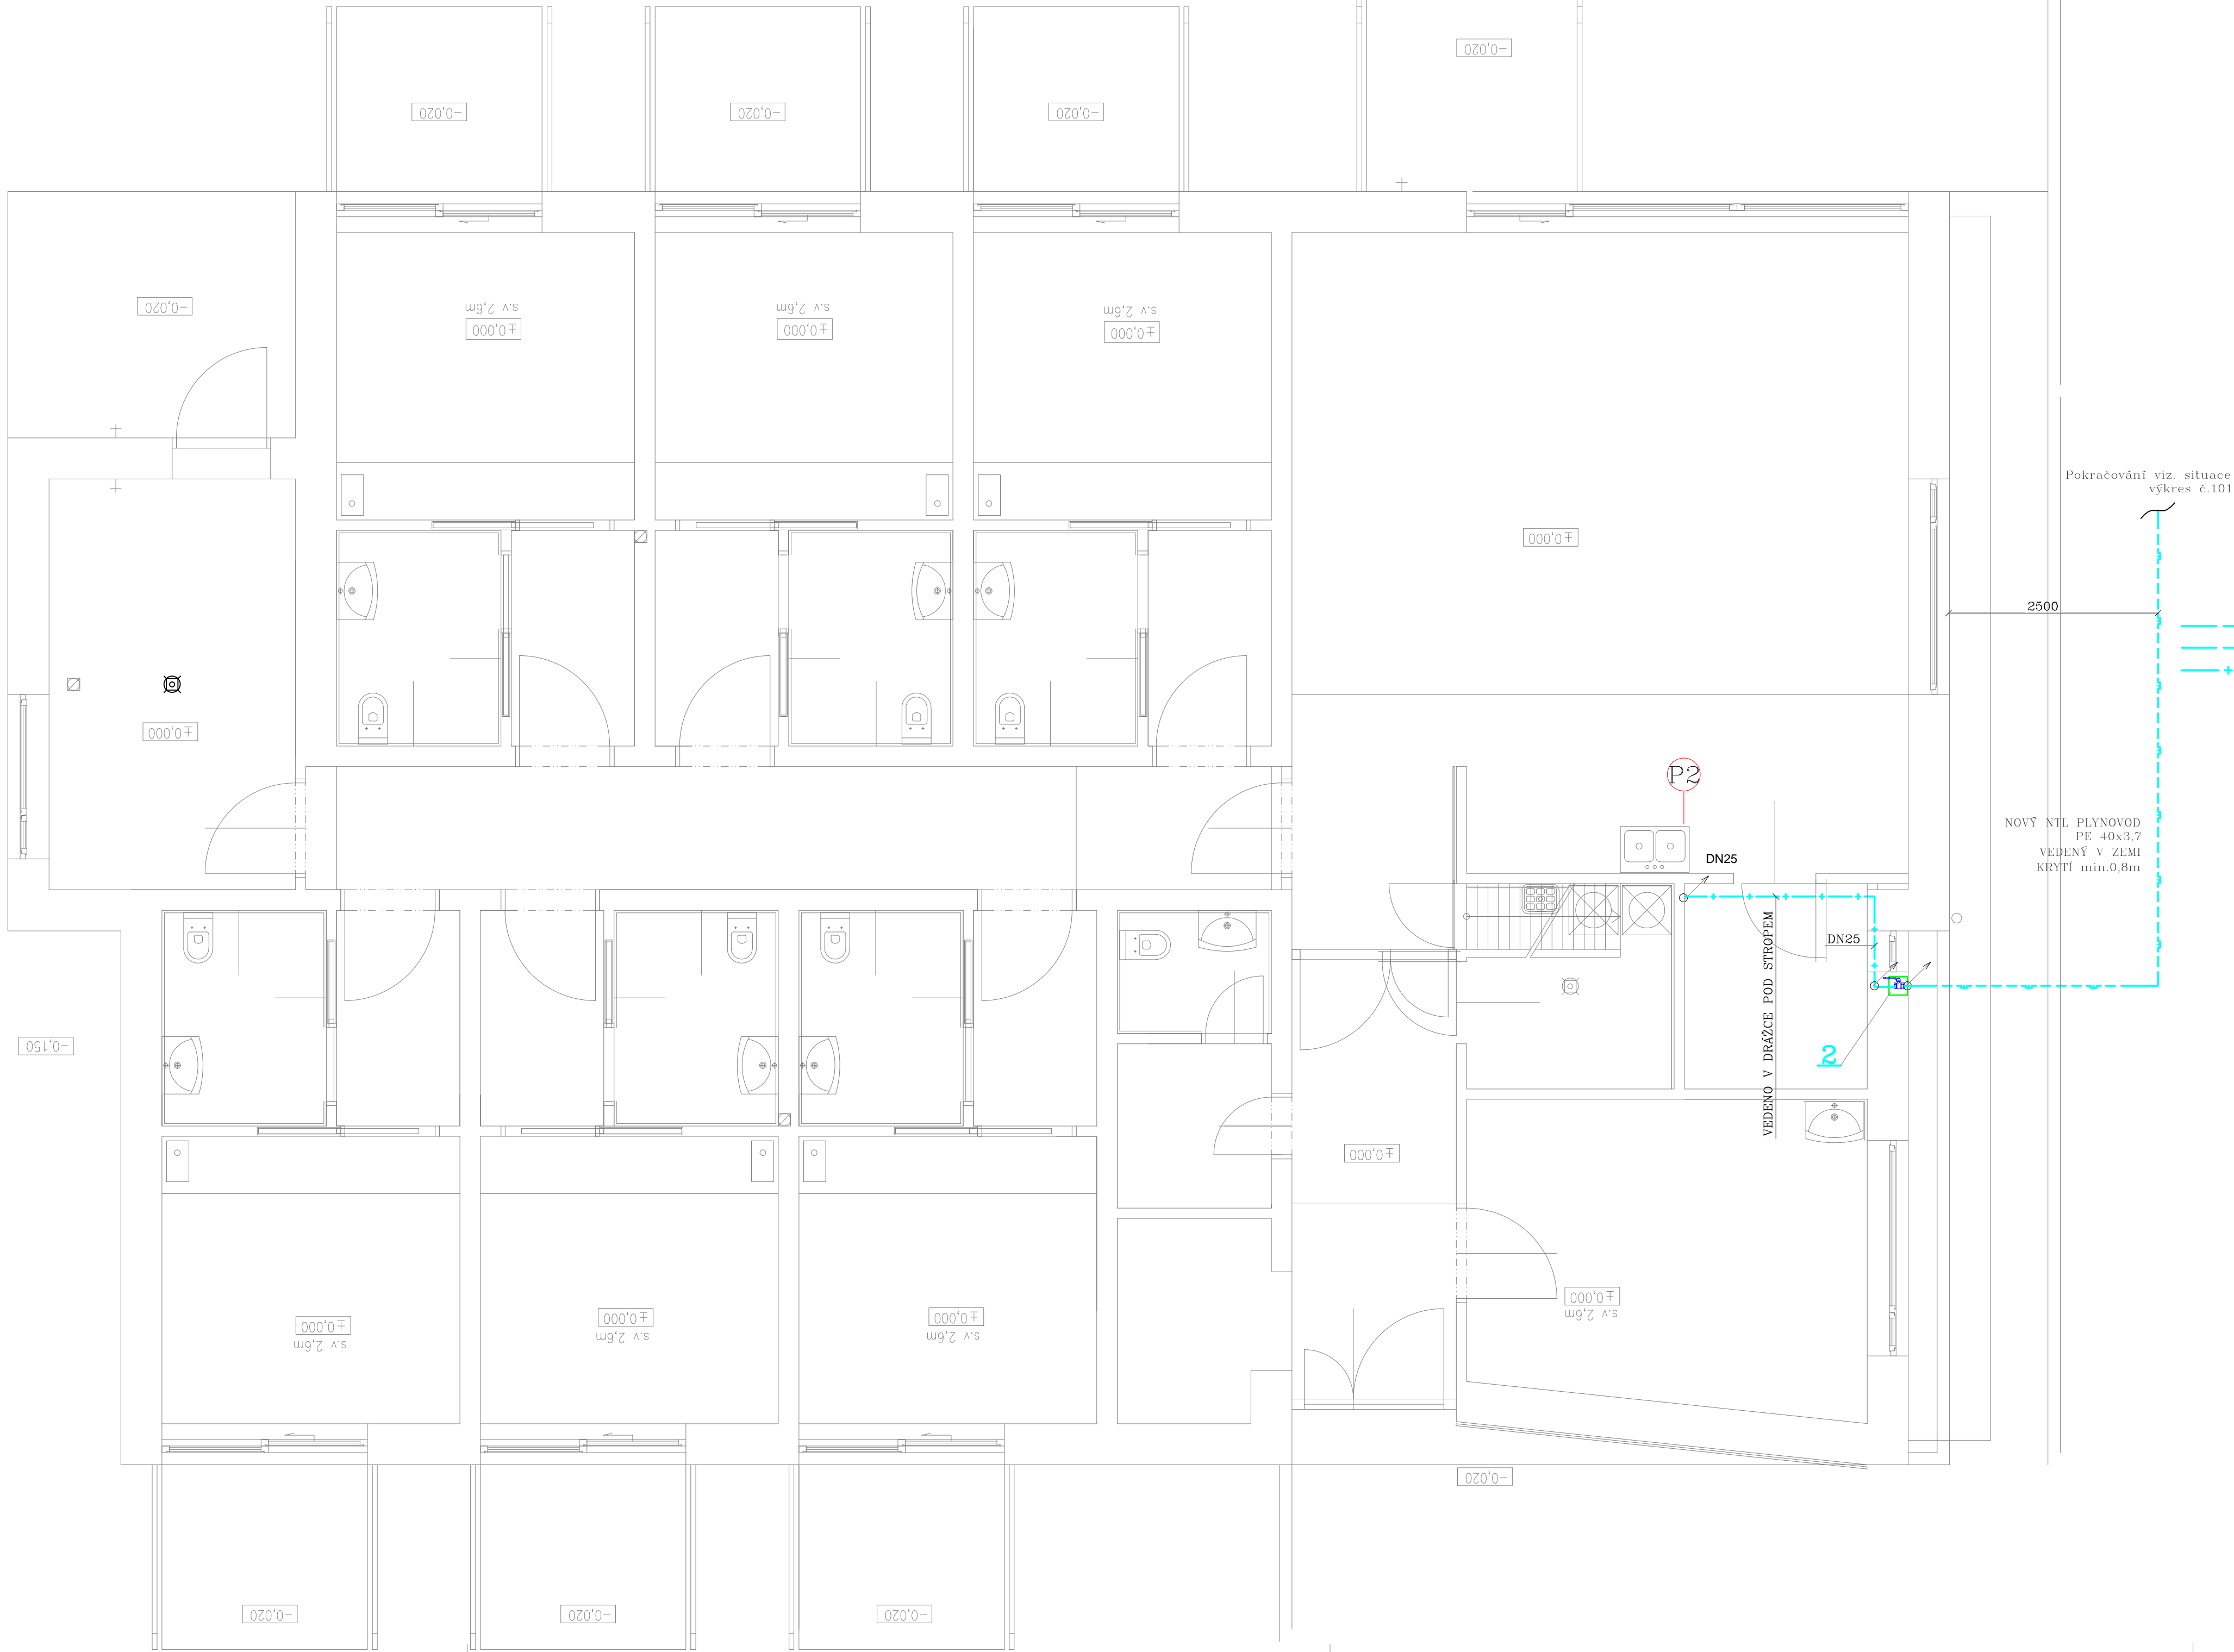 -0,020
-0,020
-0,020
-0,020
-0,020
s.v 2,6m
±0,000
s.v 2,6m
±0,000
s.v 2,6m
±0,000
Pokračování viz. situace
výkres č.101
±0,000
2500
±0,000
P2
NOVÝ NTL PLYNOVOD
PE 40x3,7
VEDENÝ V ZEMI
KRYTÍ min.0,8m
DN25
DN25
VEDENO V DRÁŽCE POD STROPEM
-0,150
2
±0,000
±0,000
s.v 2,6m
±0,000
s.v 2,6m
±0,000
s.v 2,6m
±0,000
s.v 2,6m
-0,020
-0,020
-0,020
-0,020